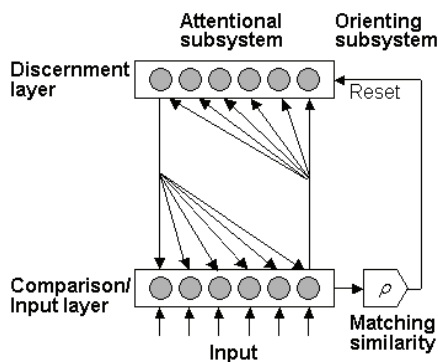 Attentional
subsystem
Orienting
subsystem
Discernment
layer
Reset
Comparison/
Input layer
ρ
Matching
similarity
Input